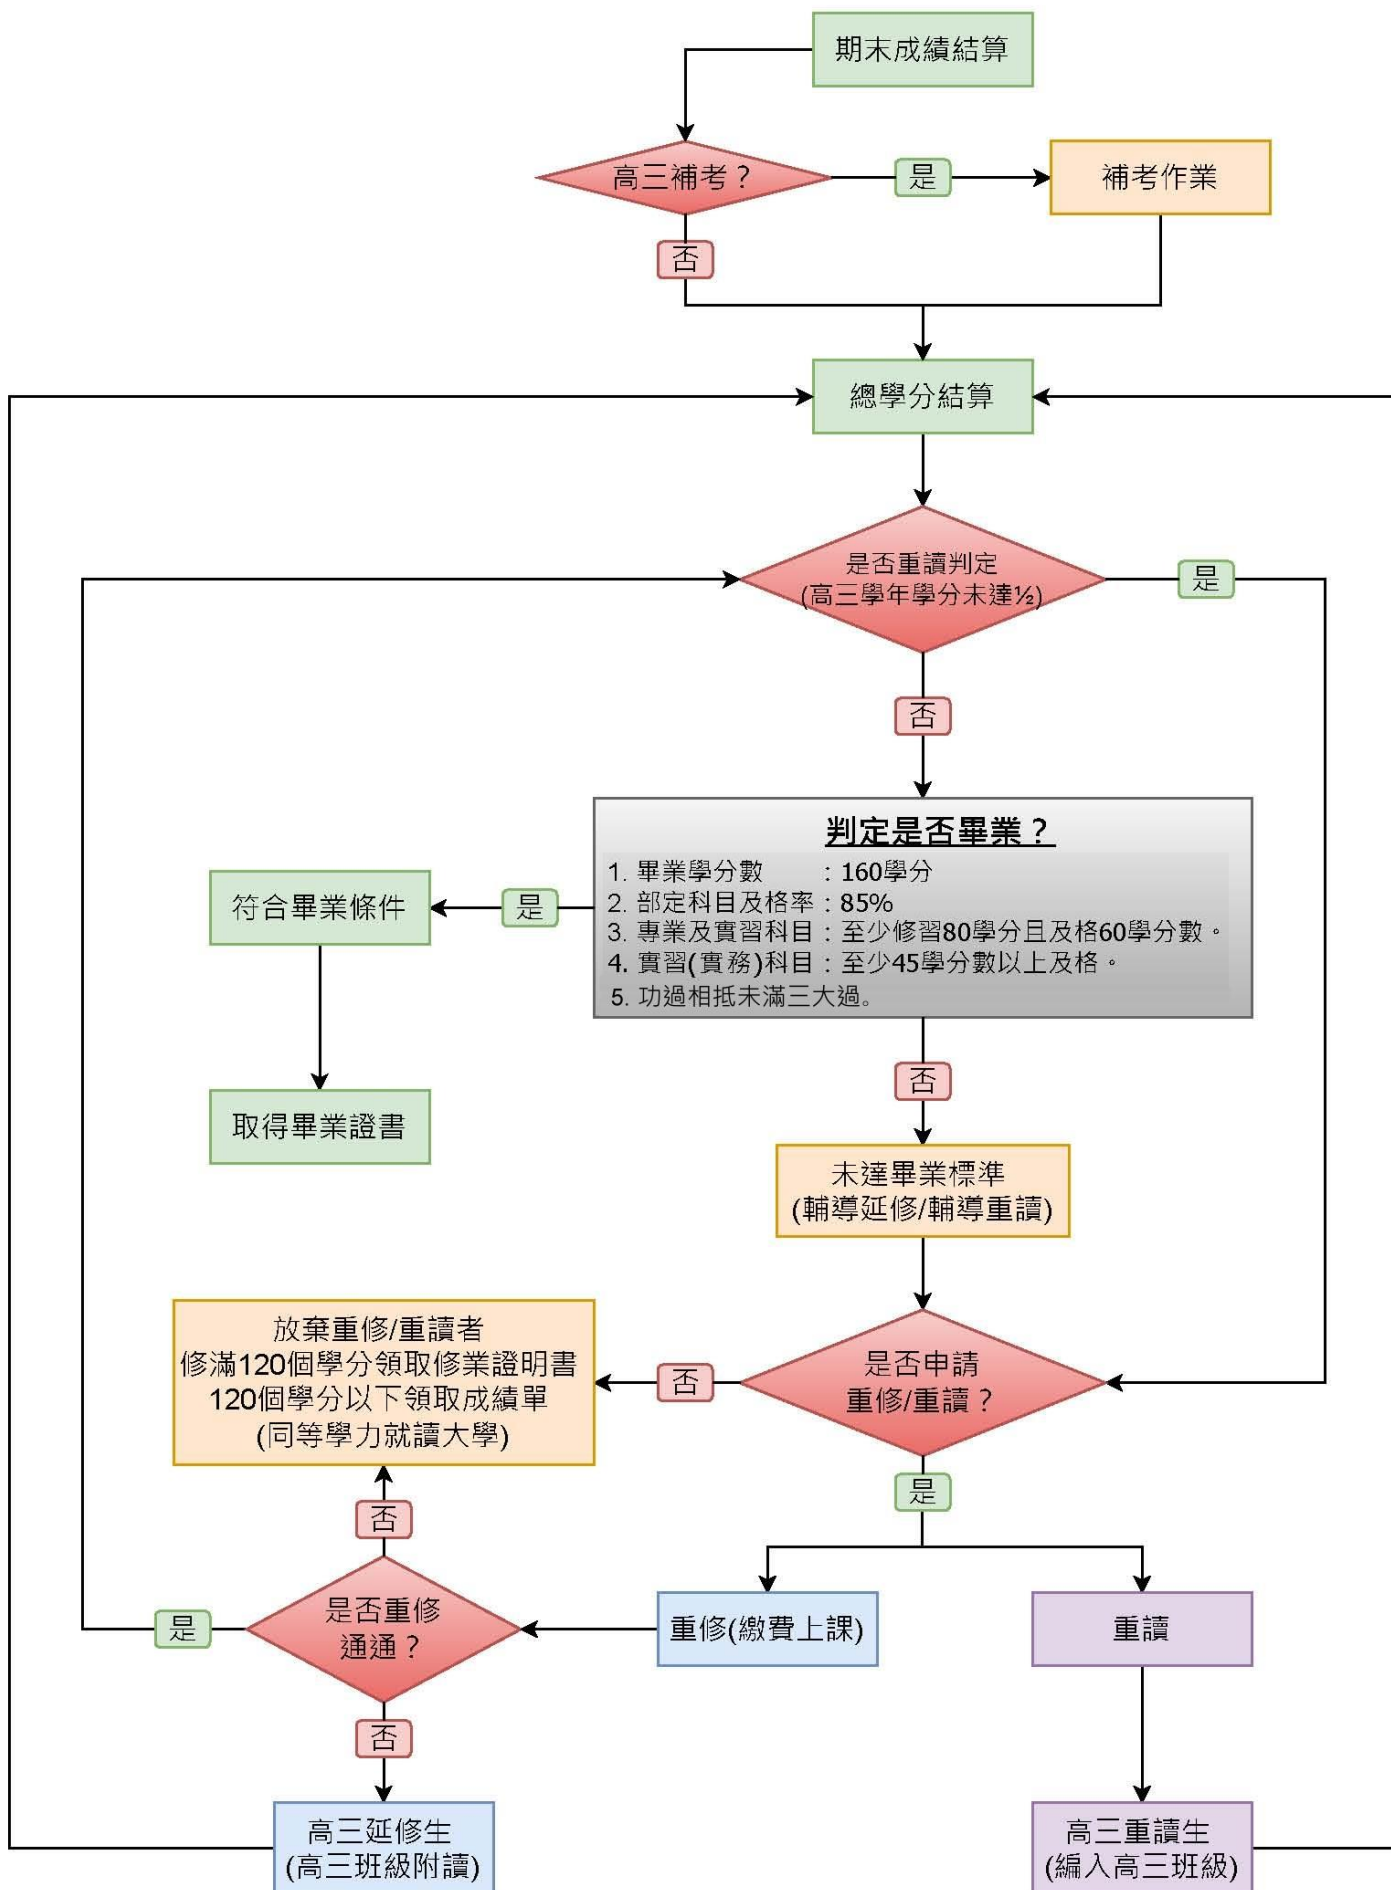 期末成績結算
高三補考？
是
補考作業
否
總學分結算
是否重讀判定
(高三學年學分未達½)
是
否
判定是否畢業？
1. 畢業學分數　　：160學分
2. 部定科目及格率：85%
3. 專業及實習科目：至少修習80學分且及格60學分數。
4. 實習(實務)科目：至少45學分數以上及格。
5. 功過相抵未滿三大過。
是
符合畢業條件
取得畢業證書
否
未達畢業標準
(輔導延修/輔導重讀)
是否申請
重修/重讀？
否
放棄重修/重讀者
修滿120個學分領取修業證明書
120個學分以下領取成績單
(同等學力就讀大學)
是
否
重修(繳費上課)
重讀
是否重修
通通？
是
否
高三延修生
(高三班級附讀)
高三重讀生
(編入高三班級)